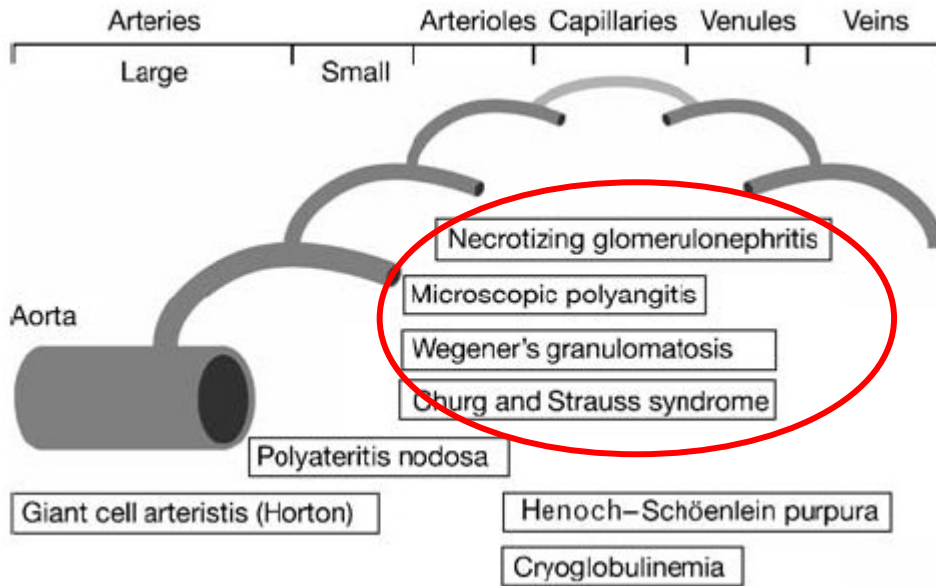 Arteries Arterioles Capillaries Venules Veins
Large Small
Necrotizing glomerulonephritis
Microscopic polyangitis
Aorta
Wegener's granulomatosis
Churg and Strauss syndrome
Polyateritis nodosa
Giant cell arteristis (Horton)
Henoch–Schöenlein purpura
Cryoglobulinemia